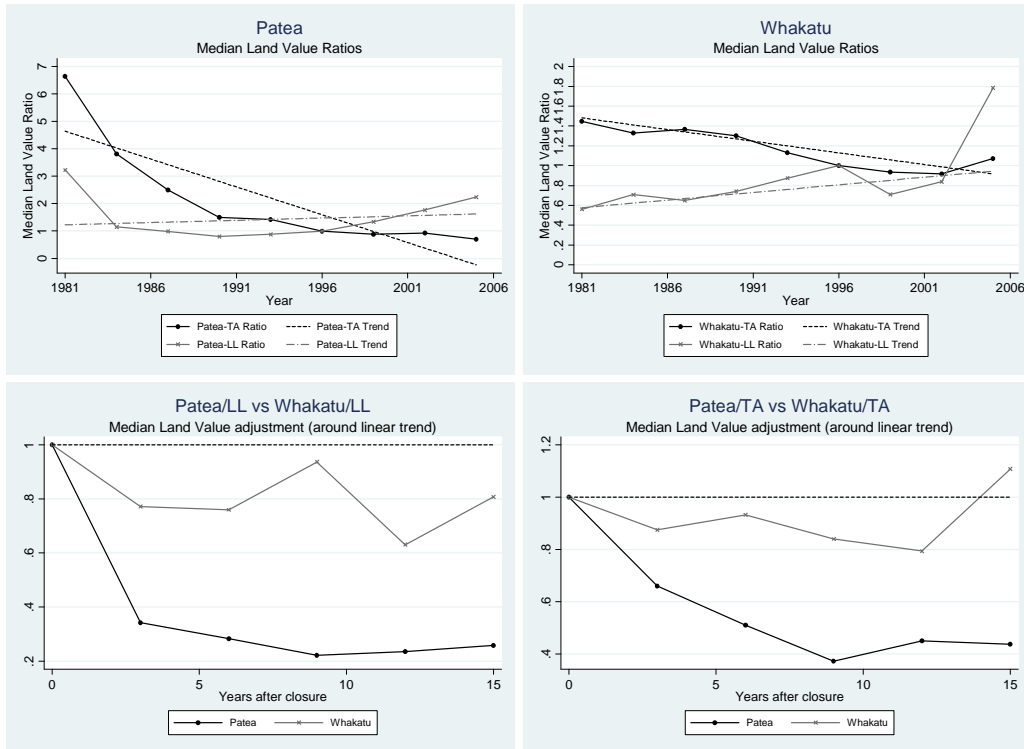 Patea
Median Land Value Ratios
Median Land Value Ratio
7
6
5
4
3
2
1
0
1981 1986 1991 1996 2001 2006
Year
Patea-TA Ratio Patea-TA Trend
Patea-LL Ratio Patea-LL Trend
Whakatu
Median Land Value Ratios
Median Land Value Ratio
2
1.8
1.6
1.4
1.2
1
.8
.6
.4
.2
0
1981 1986 1991 1996 2001 2006
Year
Whakatu-TA Ratio Whakatu-TA Trend
Whakatu-LL Ratio Whakatu-LL Trend
Patea/LL vs Whakatu/LL
Median Land Value adjustment (around linear trend)
1
.8
.6
.4
.2
0 5 10 15
Years after closure
Patea Whakatu
Patea/TA vs Whakatu/TA
Median Land Value adjustment (around linear trend)
1.2
1
.8
.6
.4
0 5 10 15
Years after closure
Patea Whakatu